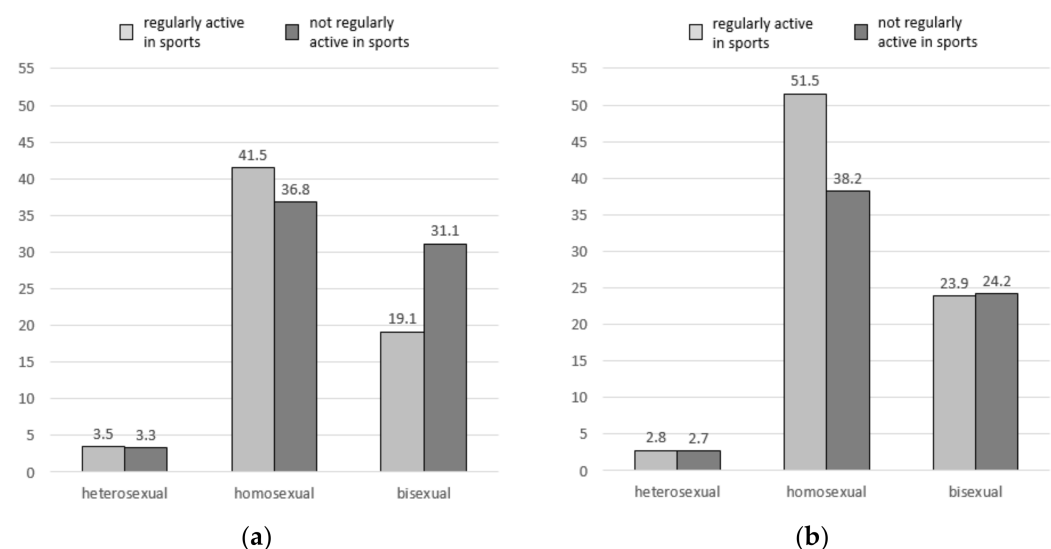 regularly active
in sports
not regularly
active in sports
55
50
45
40
35
30
25
20
15
10
5
0
3.5
3.3
41.5
36.8
19.1
31.1
heterosexual
homosexual
bisexual
(a)
regularly active
in sports
not regularly
active in sports
55
50
45
40
35
30
25
20
15
10
5
0
2.8
2.7
51.5
38.2
23.9
24.2
heterosexual
homosexual
bisexual
(b)